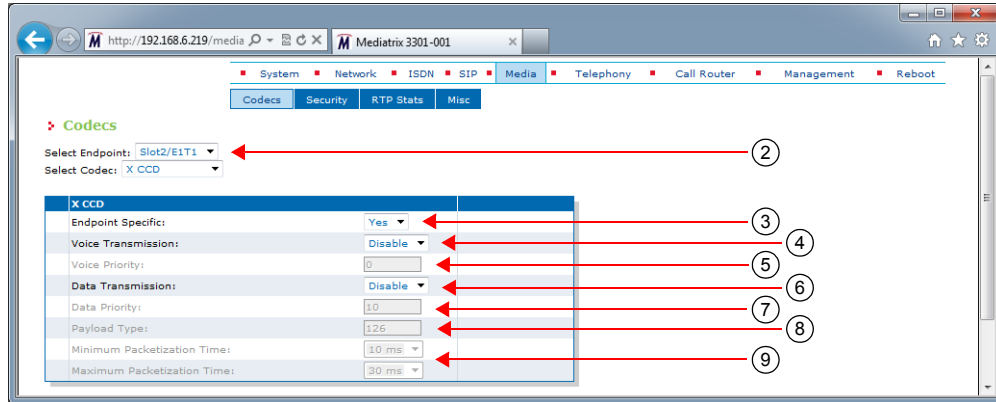 http://192.168.6.219/media
Mediatrix 3301-001
System Network ISDN SIP Media Telephony Call Router Management Reboot
Codecs Security RTP Stats Misc
Codecs
Select Endpoint: Slot2/E1T1
2
Select Codec: X CCD
X CCD
Endpoint Specific: Yes
3
Voice Transmission: Disable
4
Voice Priority: 0
5
Data Transmission: Disable
6
Data Priority: 10
7
Payload Type: 126
8
Minimum Packetization Time: 10 ms
9
Maximum Packetization Time: 30 ms